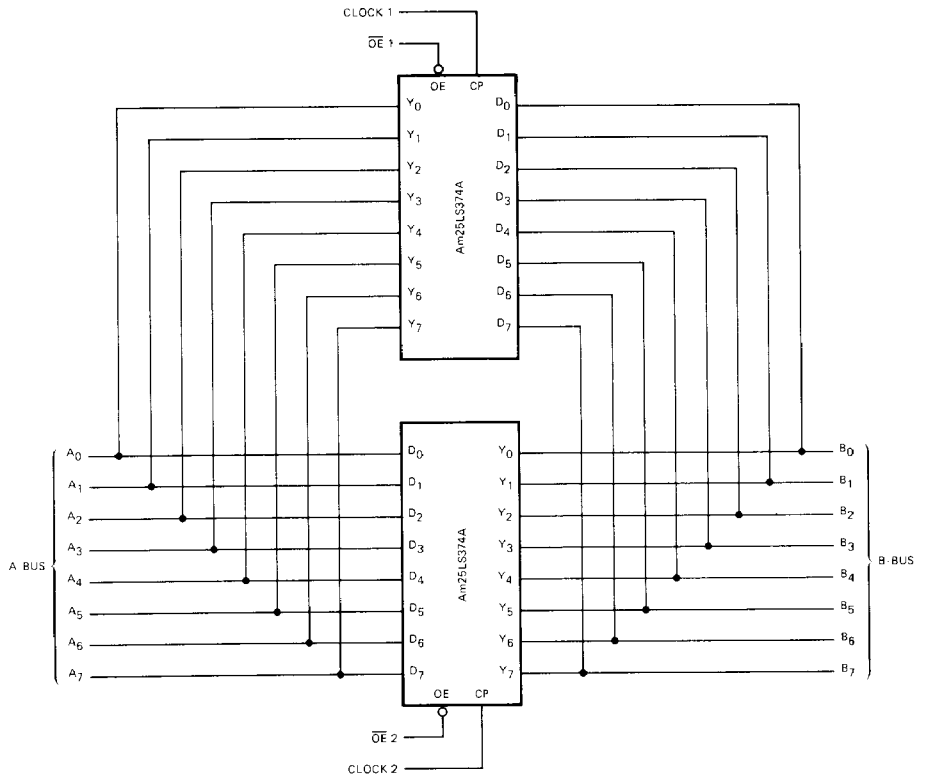 CLOCK 1
OE 1
OE CP
Y0 D0
Y1 D1
Y2 D2
Y3 D3
Y4 D4
Y5 D5
Y6 D6
Y7 D7
Am25LS374A
A0 D0 Y0 B0
A1 D1 Y1 B1
A2 D2 Y2 B2
A3 D3 Y3 B3
A4 D4 Y4 B4
A5 D5 Y5 B5
A6 D6 Y6 B6
A7 D7 Y7 B7
A BUS
Am25LS374A
B-BUS
OE CP
OE 2
CLOCK 2